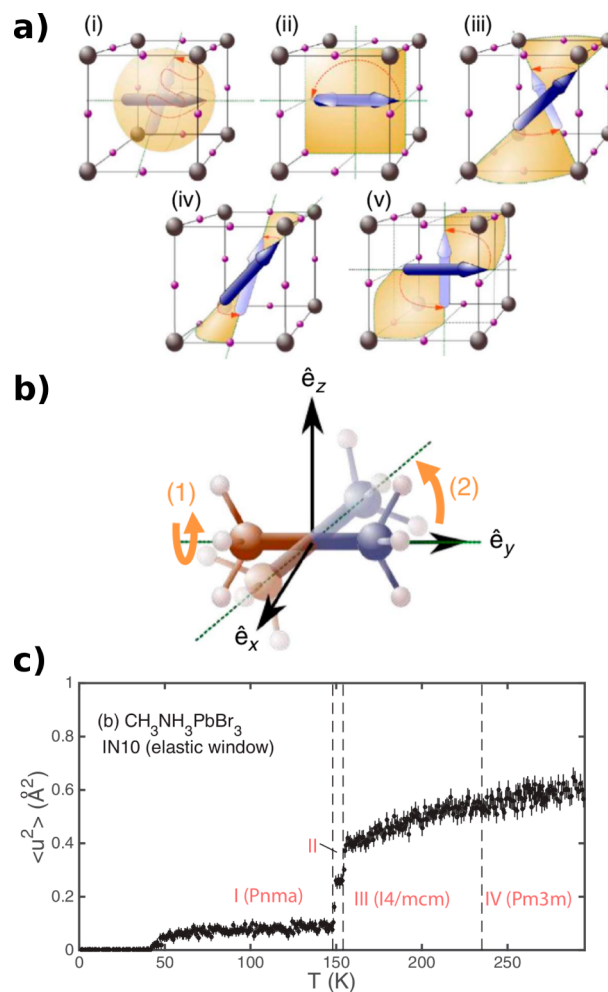 a)
(i)
(ii)
(iii)
(iv)
(v)
b)
ê_z
(1)
(2)
ê_y
ê_x
c)
(b) CH₃NH₃PbBr₃
IN10 (elastic window)
II
I (Pnma)
III (I4/mcm)
IV (Pm3m)
<u²> (Å²)
1
0.8
0.6
0.4
0.2
0
0
50
100
150
200
250
T (K)